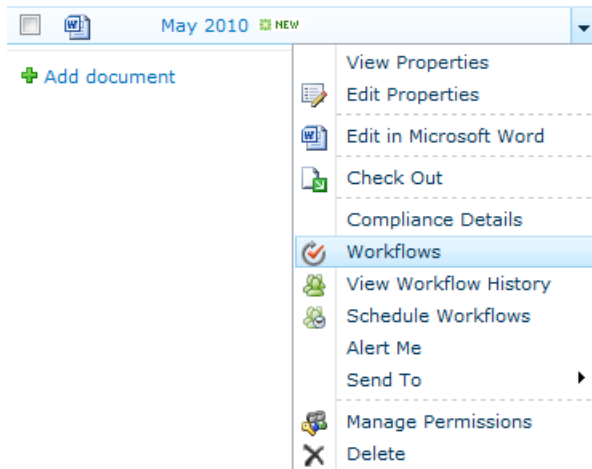 May 2010 NEW
Add document
View Properties
Edit Properties
Edit in Microsoft Word
Check Out
Compliance Details
Workflows
View Workflow History
Schedule Workflows
Alert Me
Send To
Manage Permissions
Delete